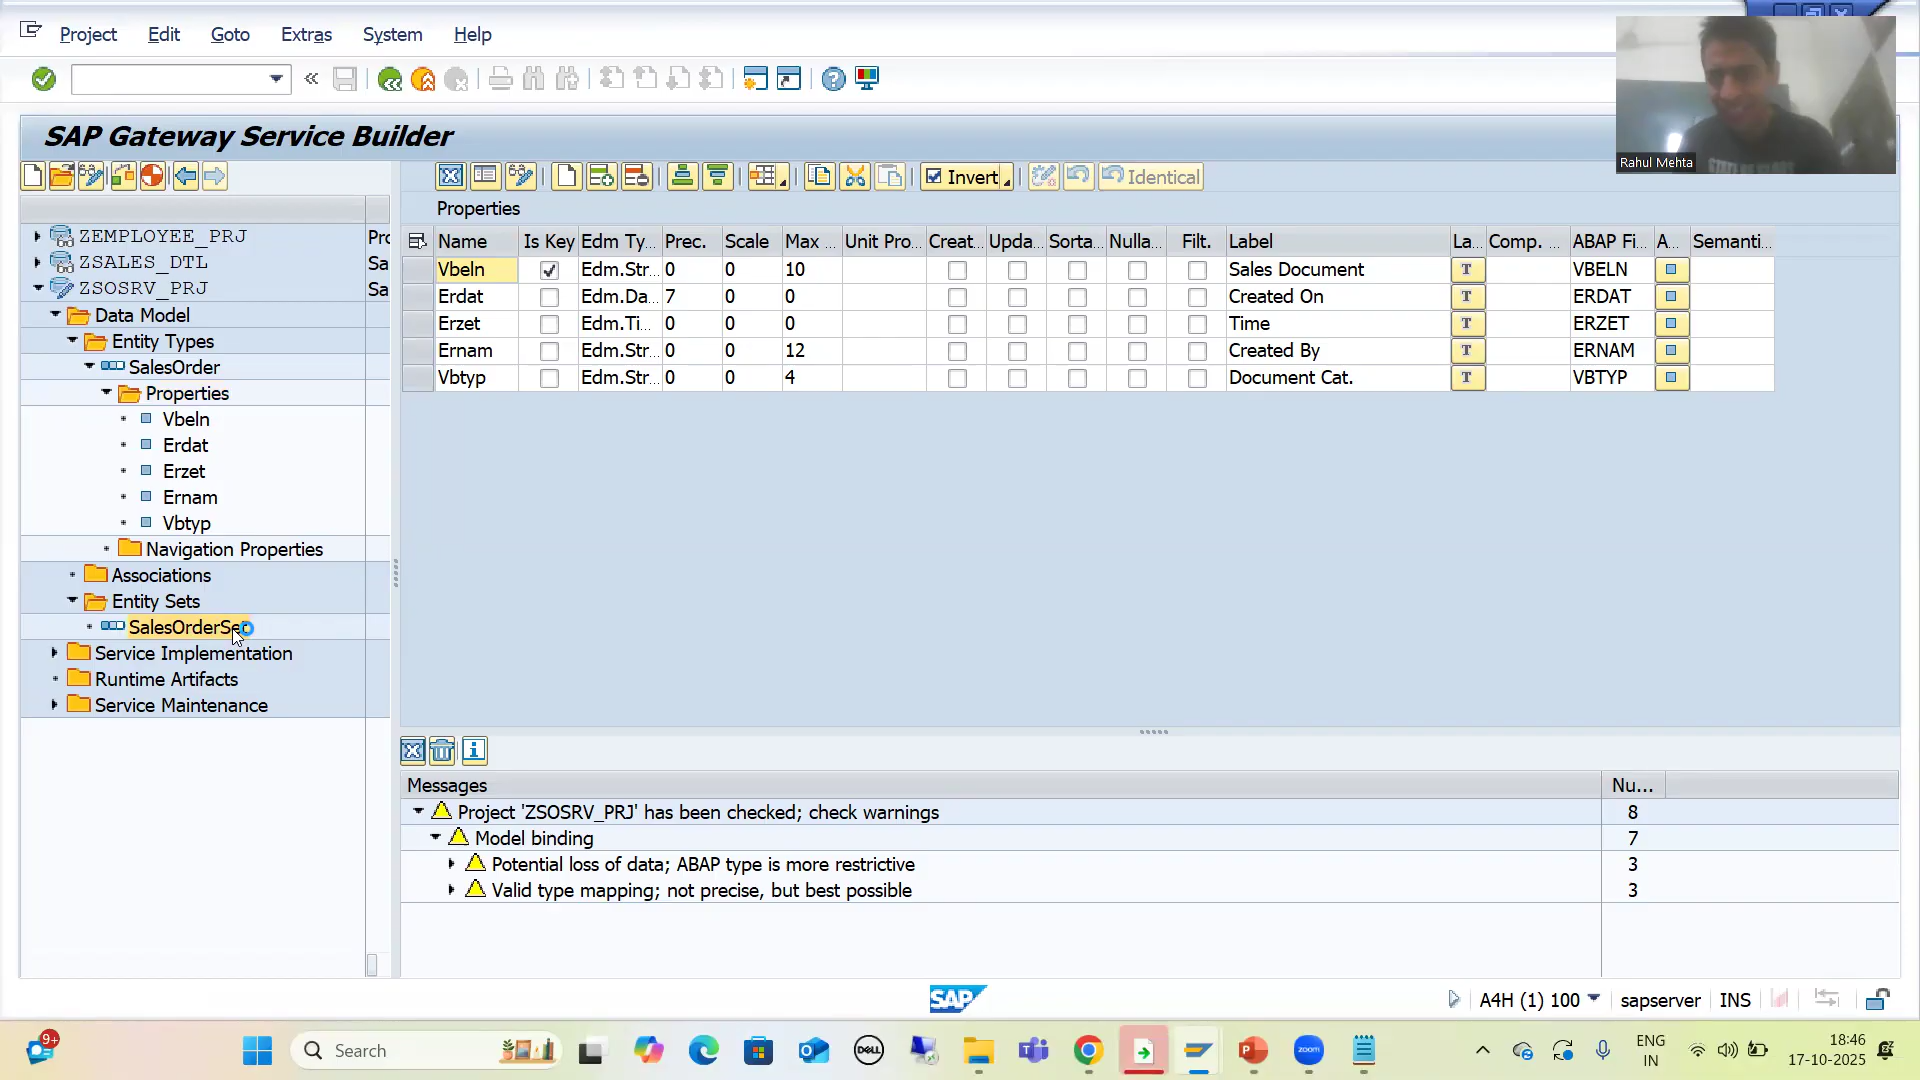 Project Edit Goto Extras System Help
Rahul Mehta
SAP Gateway Service Builder
Invert
Identical
ZEMPLOYEE_PRJ Pro
ZSALES_DTL Sa
ZSOSRV_PRJ Sa
Data Model
Entity Types
SalesOrder
Properties
Vbeln
Erdat
Erzet
Ernam
Vbtyp
Navigation Properties
Associations
Entity Sets
SalesOrderSet
Service Implementation
Runtime Artifacts
Service Maintenance
Properties
Name Is Key Edm Ty... Prec. Scale Max ... Unit Pro... Creat... Upda... Sorta... Nulla... Filt. Label La... Comp. ... ABAP Fi... A... Semanti...
Vbeln Edm.Str... 0 0 10 Sales Document T VBELN
Erdat Edm.Da... 7 0 0 Created On T ERDAT
Erzet Edm.Ti... 0 0 0 Time T ERZET
Ernam Edm.Str... 0 0 12 Created By T ERNAM
Vbtyp Edm.Str... 0 0 4 Document Cat. T VBTYP
Messages Nu...
Project 'ZSOSRV_PRJ' has been checked; check warnings 8
Model binding 7
Potential loss of data; ABAP type is more restrictive 3
Valid type mapping; not precise, but best possible 3
SAP
A4H (1) 100 sapserver INS
9+
Search
DELL
zoom
ENG
IN
18:46
17-10-2025